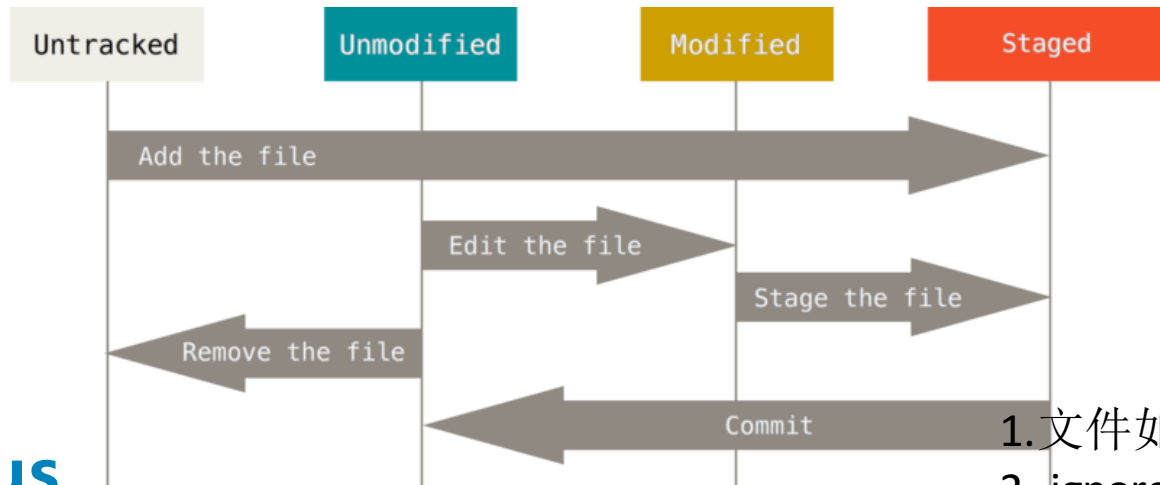 Untracked
Unmodified
Modified
Staged
Add the file
Edit the file
Stage the file
Remove the file
Commit
1.文件如